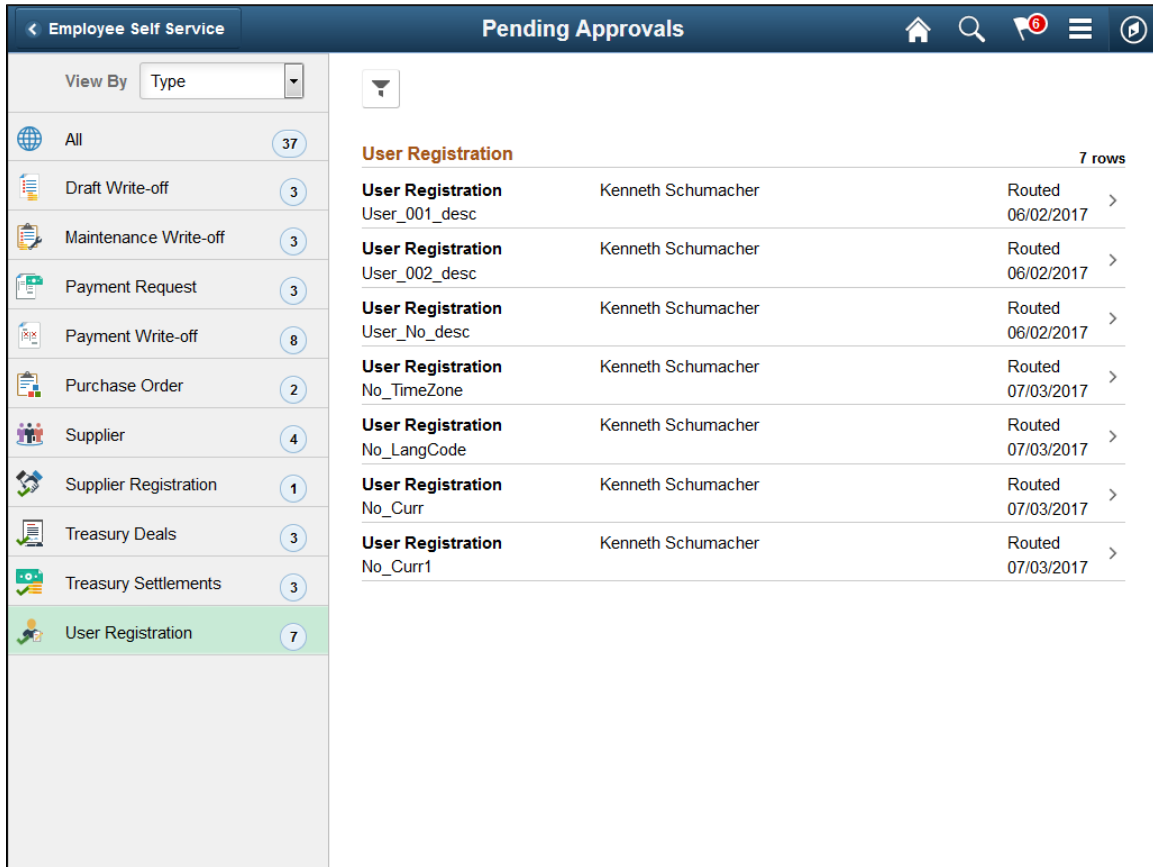 Employee Self Service
Pending Approvals
6
View By Type
All 37
Draft Write-off 3
Maintenance Write-off 3
Payment Request 3
Payment Write-off 8
Purchase Order 2
Supplier 4
Supplier Registration 1
Treasury Deals 3
Treasury Settlements 3
User Registration 7
User Registration 7 rows
User Registration Kenneth Schumacher Routed
User_001_desc 06/02/2017
User Registration Kenneth Schumacher Routed
User_002_desc 06/02/2017
User Registration Kenneth Schumacher Routed
User_No_desc 06/02/2017
User Registration Kenneth Schumacher Routed
No_TimeZone 07/03/2017
User Registration Kenneth Schumacher Routed
No_LangCode 07/03/2017
User Registration Kenneth Schumacher Routed
No_Curr 07/03/2017
User Registration Kenneth Schumacher Routed
No_Curr1 07/03/2017